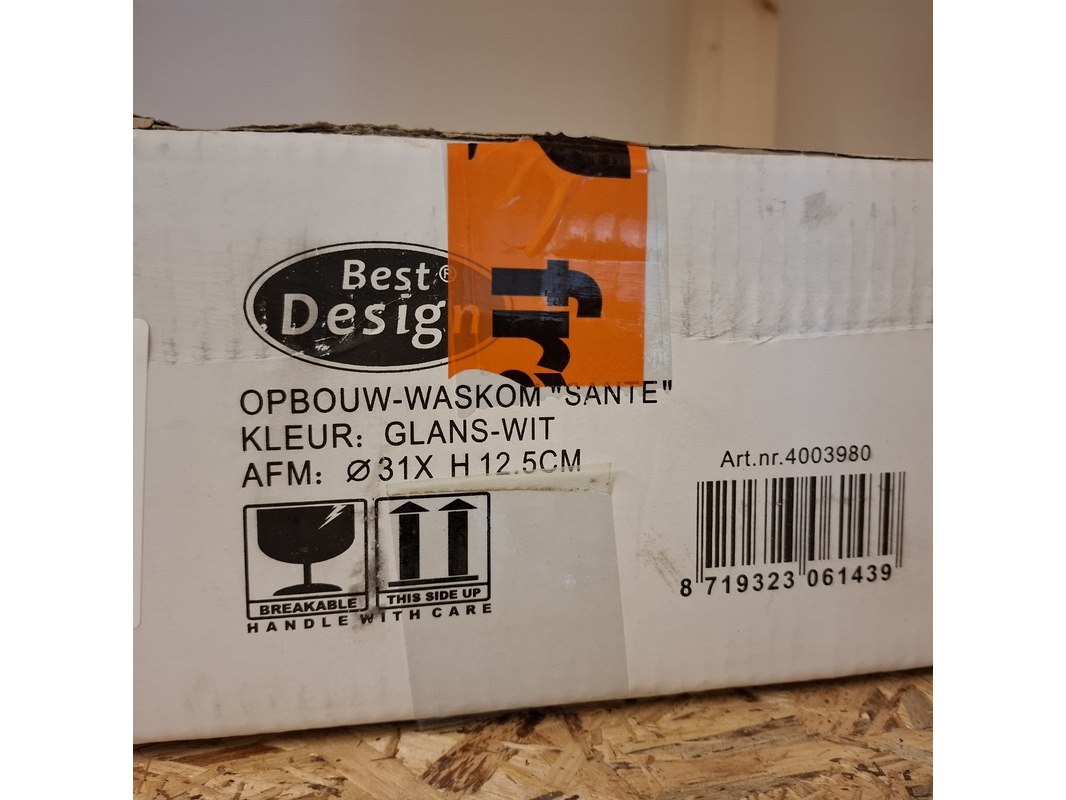 Best®
Design
OPBOUW-WASKOM "SANTE"
KLEUR: GLANS-WIT
AFM: Ø31X H12.5CM
Art.nr.4003980
8 719323 061439
BREAKABLE
THIS SIDE UP
HANDLE WITH CARE